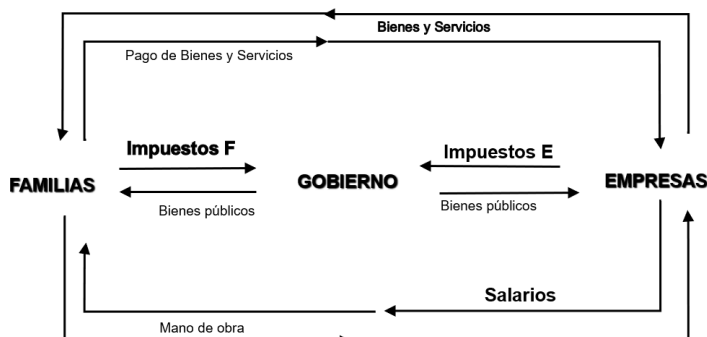 Bienes y Servicios
Pago de Bienes y Servicios
Impuestos F
Impuestos E
FAMILIAS
GOBIERNO
EMPRESAS
Bienes públicos
Bienes públicos
Salarios
Mano de obra